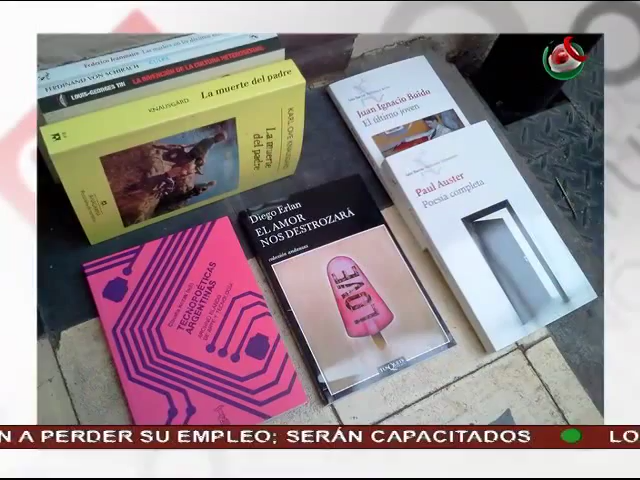 FERDINAND VON SCHIRACH
LOUIS-GEORGES TIN
LA INVENCIÓN DE LA CULTURA HETEROSEXUAL
KNAUSGÅRD
La muerte del padre
KARL OVE KNAUSGÅRD
La muerte
del padre
Juan Ignacio Boido
El último joven
Paul Auster
Poesía completa
Diego Erlan
EL AMOR
NOS DESTROZARÁ
colección andanzas
LOVE
TUSQUETS
TECNOPOÉTICAS
ARGENTINAS
N A PERDER SU EMPLEO; SERÁN CAPACITADOS
LO